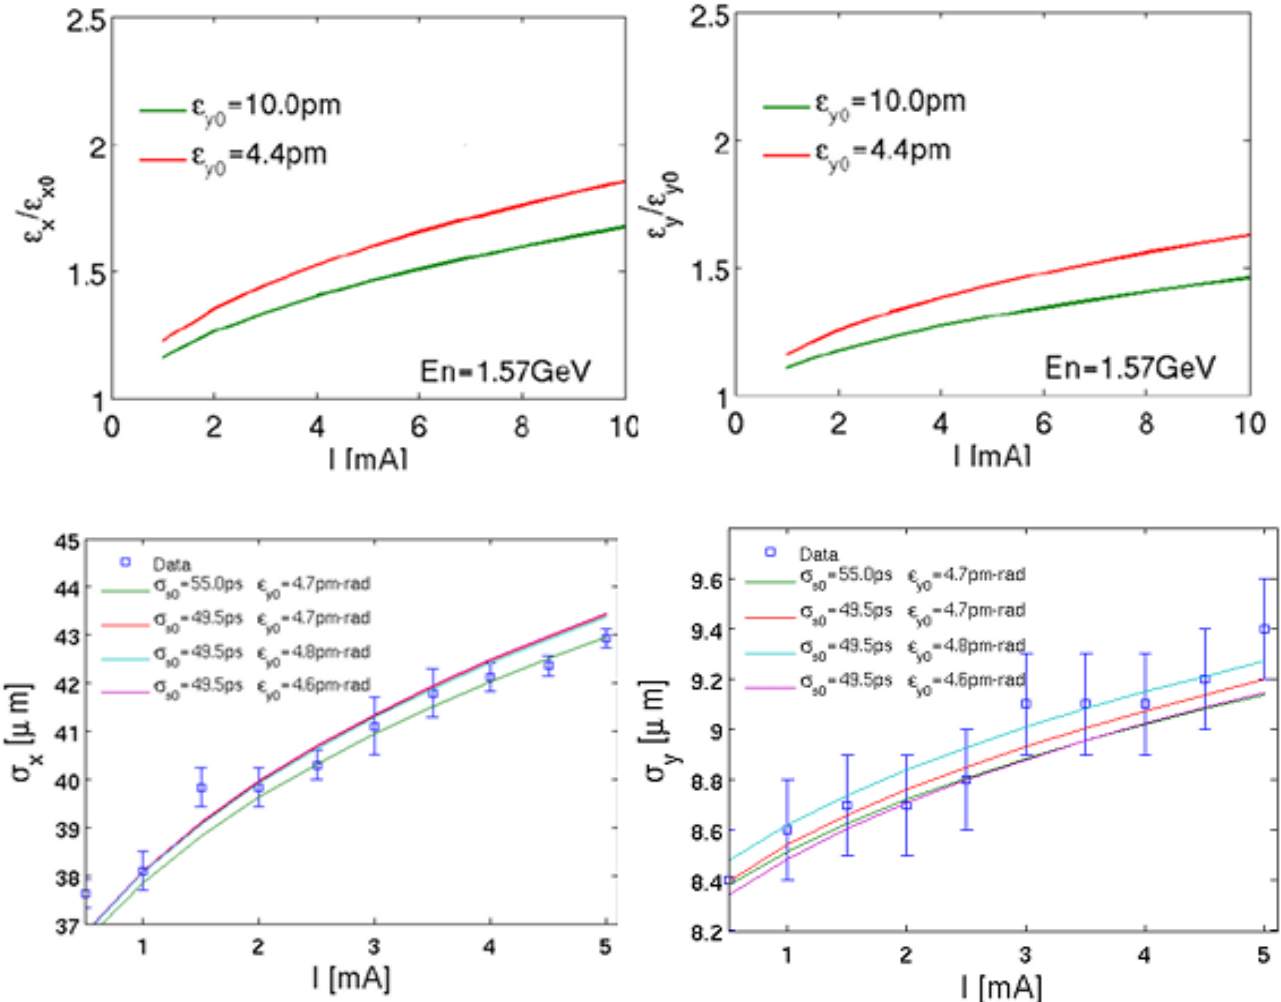 2.5
2
1.5
1
ε_x/ε_x0
ε_y0=10.0pm
ε_y0=4.4pm
En=1.57GeV
0 2 4 6 8 10
I [mA]
2.5
2
1.5
1
ε_y/ε_y0
ε_y0=10.0pm
ε_y0=4.4pm
En=1.57GeV
0 2 4 6 8 10
I [mA]
45
44
43
42
41
40
39
38
37
σ_x [μ m]
Data
σ_s0=55.0ps ε_y0=4.7pm-rad
σ_s0=49.5ps ε_y0=4.7pm-rad
σ_s0=49.5ps ε_y0=4.8pm-rad
σ_s0=49.5ps ε_y0=4.6pm-rad
1 2 3 4 5
I [mA]
9.6
9.4
9.2
9
8.8
8.6
8.4
8.2
σ_y [μ m]
Data
σ_s0=55.0ps ε_y0=4.7pm-rad
σ_s0=49.5ps ε_y0=4.7pm-rad
σ_s0=49.5ps ε_y0=4.8pm-rad
σ_s0=49.5ps ε_y0=4.6pm-rad
1 2 3 4 5
I [mA]